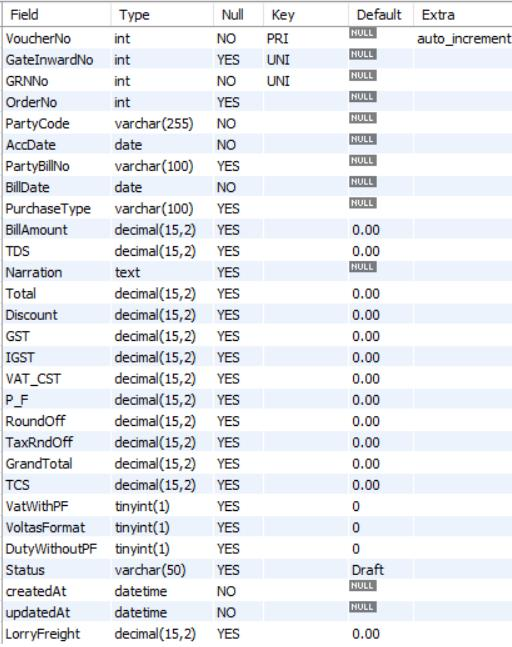 Field Type Null Key Default Extra
VoucherNo int NO PRI NULL auto_increment
GateInwardNo int YES UNI NULL
GRNNo int NO UNI NULL
OrderNo int YES NULL
PartyCode varchar(255) NO NULL
AccDate date NO NULL
PartyBillNo varchar(100) YES NULL
BillDate date NO NULL
PurchaseType varchar(100) YES NULL
BillAmount decimal(15,2) YES 0.00
TDS decimal(15,2) YES 0.00
Narration text YES NULL
Total decimal(15,2) YES 0.00
Discount decimal(15,2) YES 0.00
GST decimal(15,2) YES 0.00
IGST decimal(15,2) YES 0.00
VAT_CST decimal(15,2) YES 0.00
P_F decimal(15,2) YES 0.00
RoundOff decimal(15,2) YES 0.00
TaxRndOff decimal(15,2) YES 0.00
GrandTotal decimal(15,2) YES 0.00
TCS decimal(15,2) YES 0.00
VatWithPF tinyint(1) YES 0
VoltasFormat tinyint(1) YES 0
DutyWithoutPF tinyint(1) YES 0
Status varchar(50) YES Draft
createdAt datetime NO NULL
updatedAt datetime NO NULL
LorryFreight decimal(15,2) YES 0.00